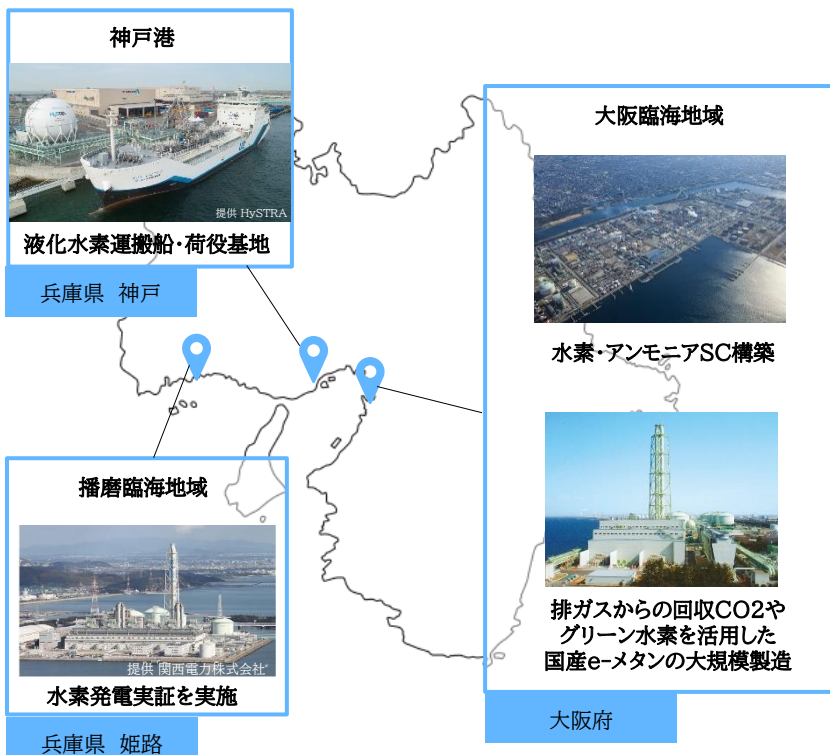 神戸港
提供 HySTRA
液化水素運搬船・荷役基地
兵庫県 神戸
大阪臨海地域
水素・アンモニアSC構築
排ガスからの回収CO2や
グリーン水素を活用した
国産e-メタンの大規模製造
大阪府
播磨臨海地域
提供 関西電力株式会社
水素発電実証を実施
兵庫県 姫路